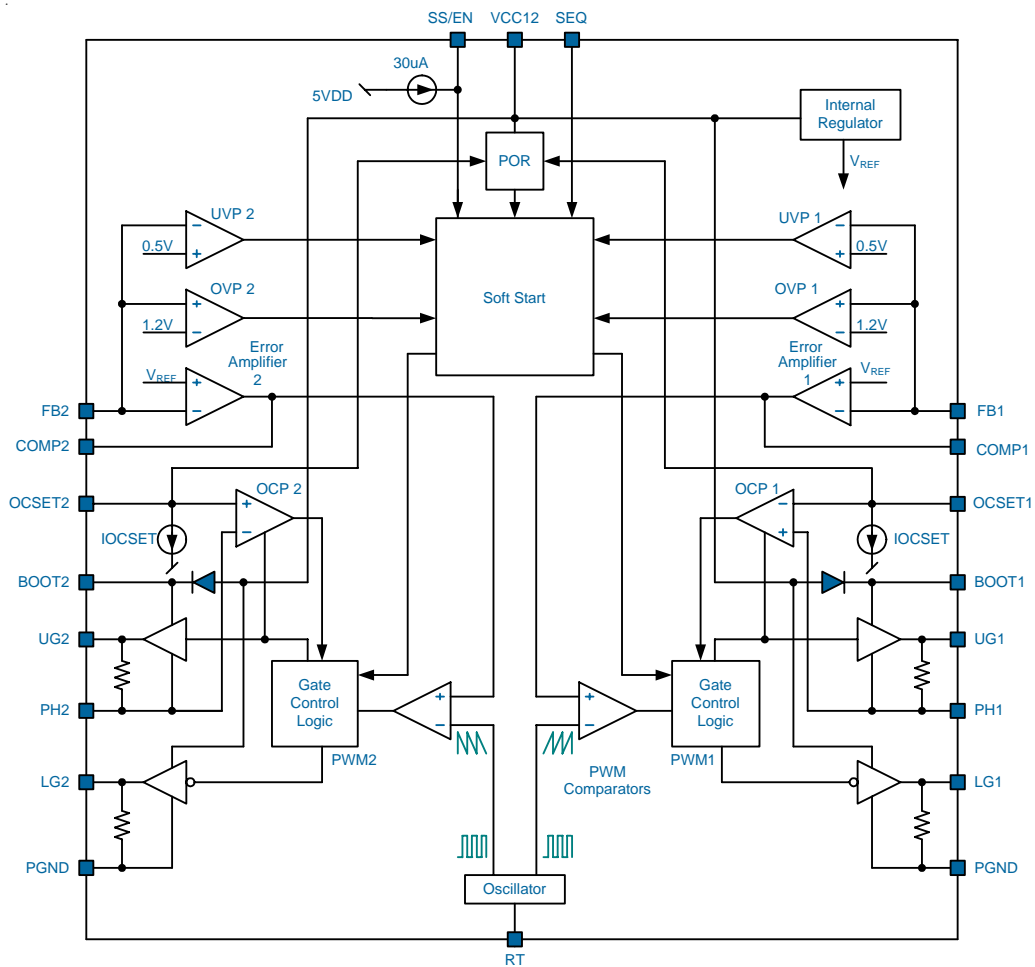 SS/EN VCC12 SEQ
30uA
5VDD
Internal
Regulator
POR
VREF
UVP 2
UVP 1
0.5V
0.5V
OVP 2
Soft Start
OVP 1
1.2V
1.2V
Error
Amplifier
2
Error
Amplifier
1
VREF
VREF
FB2
FB1
COMP2
COMP1
OCP 2
OCP 1
OCSET2
OCSET1
IOCSET
IOCSET
BOOT2
BOOT1
UG2
UG1
Gate
Control
Logic
Gate
Control
Logic
PH2
PH1
PWM2
PWM1
PWM
Comparators
LG2
LG1
PGND
PGND
Oscillator
RT